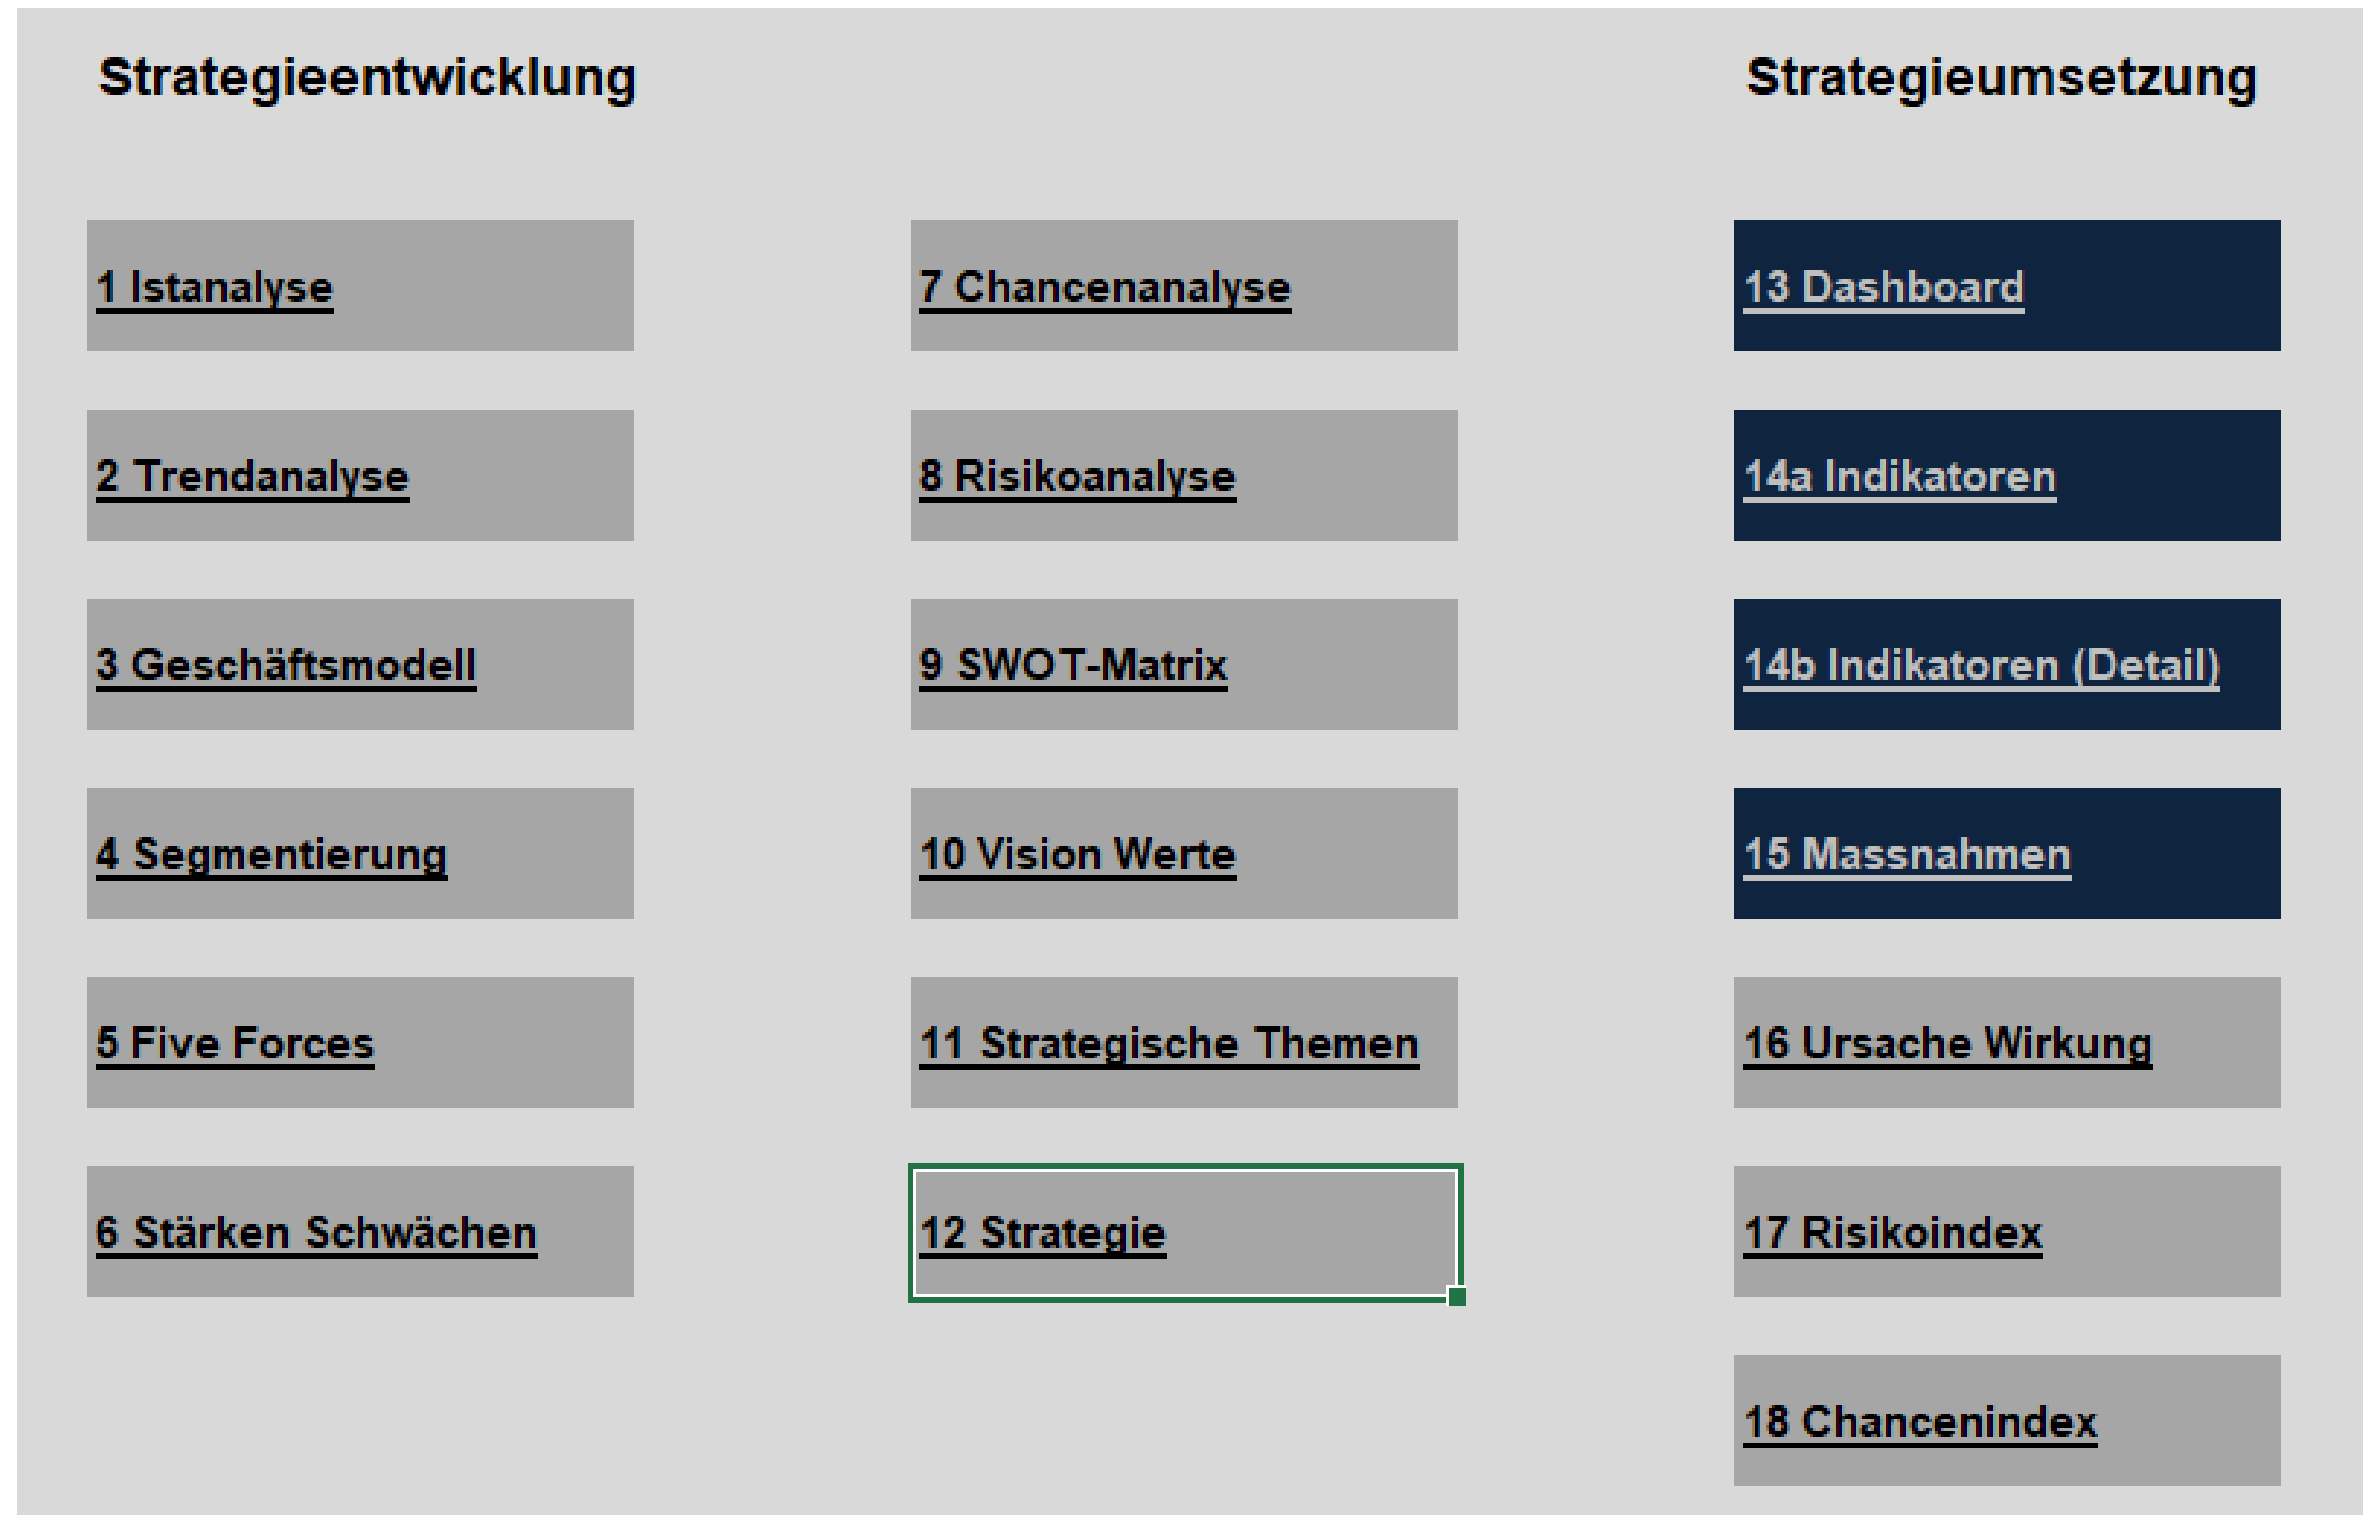 Strategieentwicklung
Strategieumsetzung
1 Istanalyse
7 Chancenanalyse
13 Dashboard
2 Trendanalyse
8 Risikoanalyse
14a Indikatoren
3 Geschäftsmodell
9 SWOT-Matrix
14b Indikatoren (Detail)
4 Segmentierung
10 Vision Werte
15 Massnahmen
5 Five Forces
11 Strategische Themen
16 Ursache Wirkung
6 Stärken Schwächen
12 Strategie
17 Risikoindex
18 Chancenindex